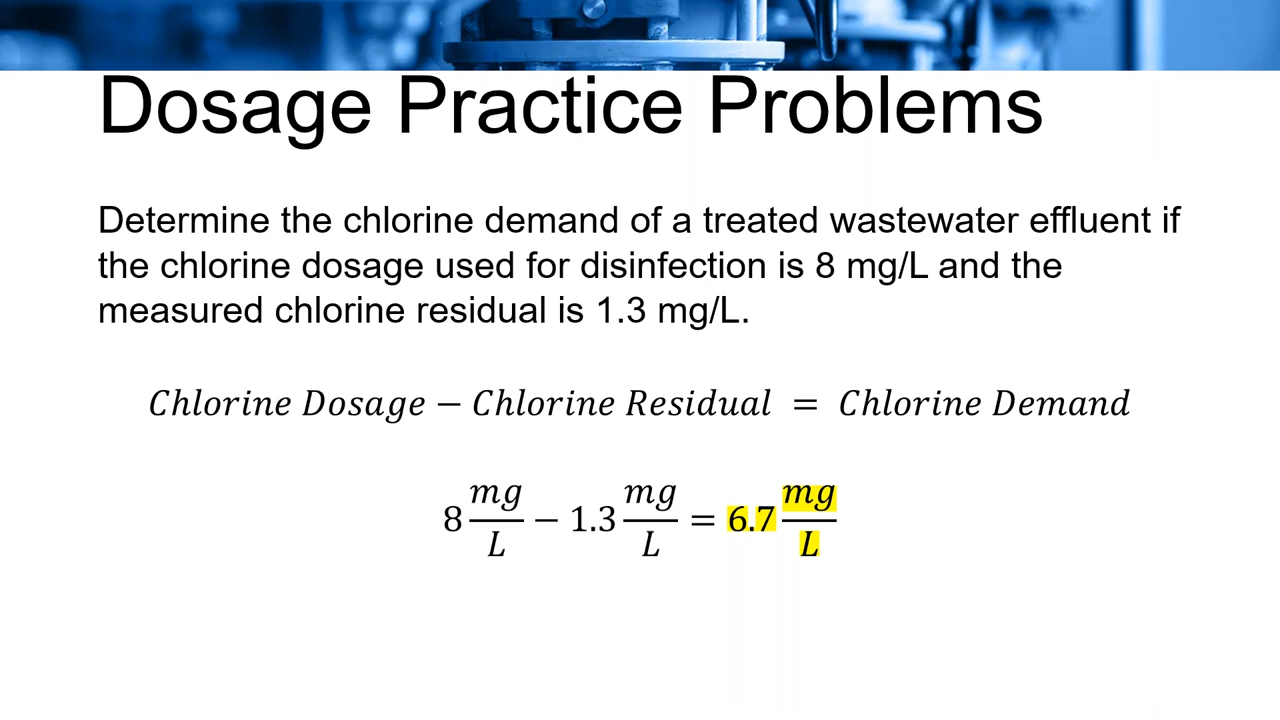 Dosage Practice Problems
Determine the chlorine demand of a treated wastewater effluent if
the chlorine dosage used for disinfection is 8 mg/L and the
measured chlorine residual is 1.3 mg/L.
Chlorine Dosage − Chlorine Residual = Chlorine Demand
8 mg/L − 1.3 mg/L = 6.7 mg/L